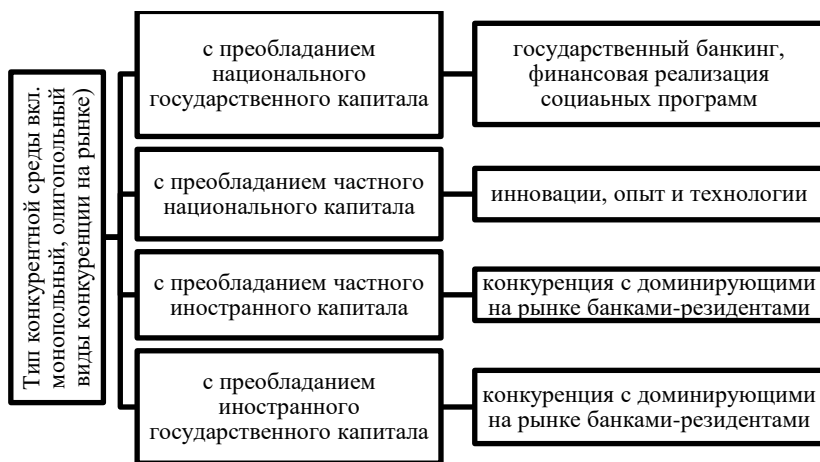 Тип конкурентной среды вкл.
монопольный, олигопольный
виды конкуренции на рынке)
с преобладанием
национального
государственного капитала
государственный банкинг,
финансовая реализация
социаьных программ
с преобладанием частного
национального капитала
инновации, опыт и технологии
с преобладанием частного
иностранного капитала
конкуренция с доминирующими
на рынке банками-резидентами
с преобладанием
иностранного
государственного капитала
конкуренция с доминирующими
на рынке банками-резидентами